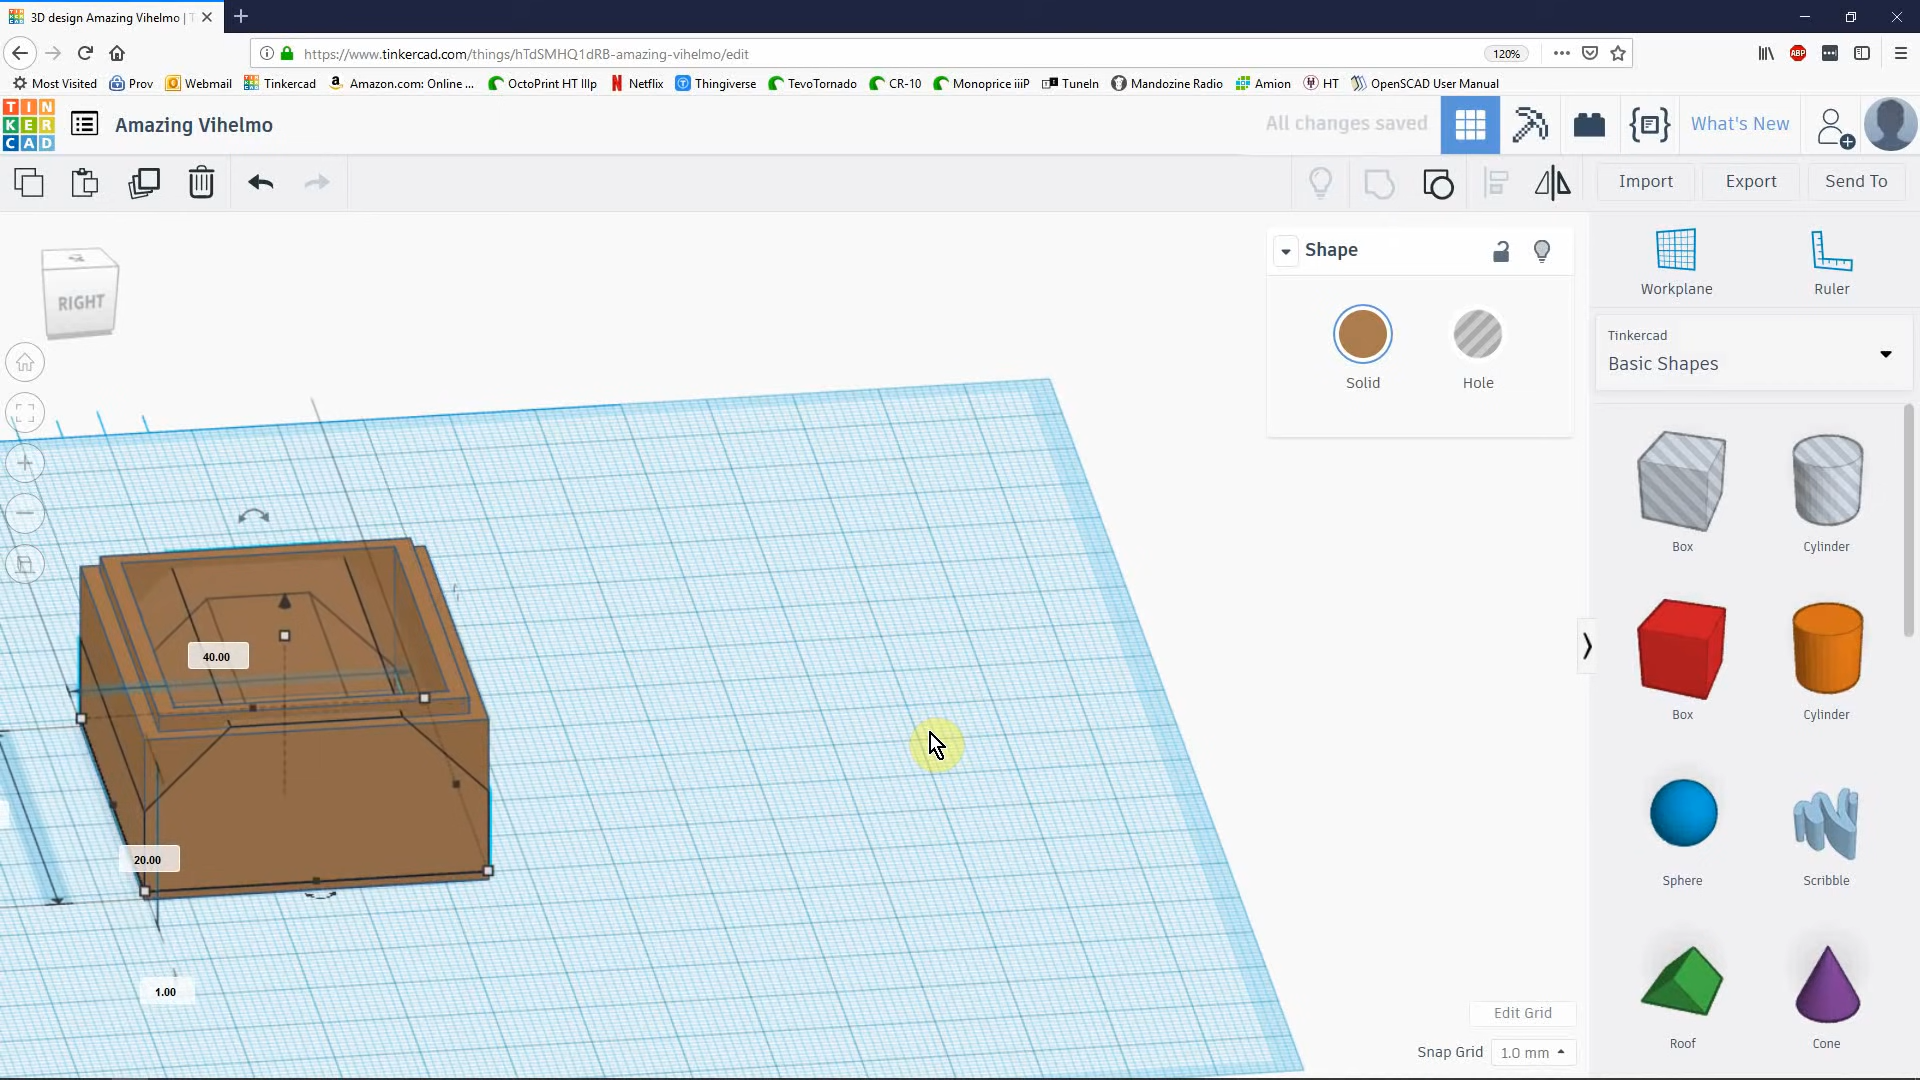 3D design Amazing Vihelmo | T
https://www.tinkercad.com/things/hTdSMHQ1dRB-amazing-vihelmo/edit
120%
ABP
Most Visited
Prov
Webmail
Tinkercad
Amazon.com: Online ...
OctoPrint HT IIIp
Netflix
Thingiverse
TevoTornado
CR-10
Monoprice iiiP
TuneIn
Mandozine Radio
Amion
HT
OpenSCAD User Manual
TIN
KER
CAD
Amazing Vihelmo
All changes saved
What's New
Import
Export
Send To
RIGHT
Shape
Solid
Hole
Workplane
Ruler
Tinkercad
Basic Shapes
Box
Cylinder
Box
Cylinder
Sphere
Scribble
Roof
Cone
40.00
20.00
1.00
Edit Grid
Snap Grid
1.0 mm